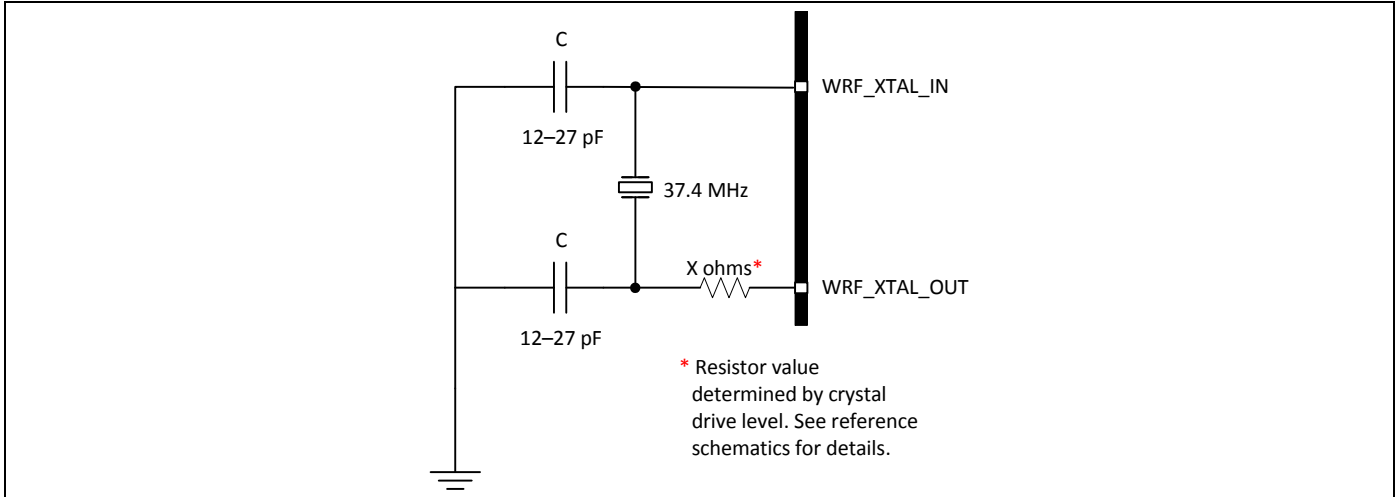 C
WRF_XTAL_IN
12–27 pF
37.4 MHz
C
X ohms*
WRF_XTAL_OUT
12–27 pF
* Resistor value
determined by crystal
drive level. See reference
schematics for details.